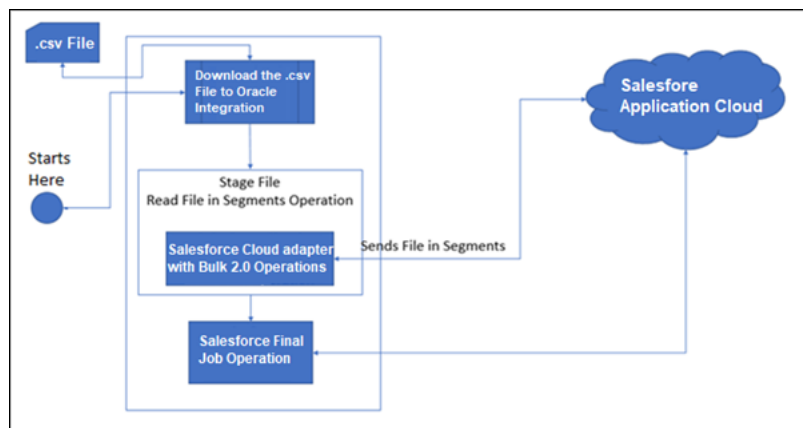 .csv File
Download the .csv
File to Oracle
Integration
Salesfore
Application Cloud
Starts
Here
Stage File
Read File in Segments Operation
Salesforce Cloud adapter
with Bulk 2.0 Operations
Sends File in Segments
Salesforce Final
Job Operation